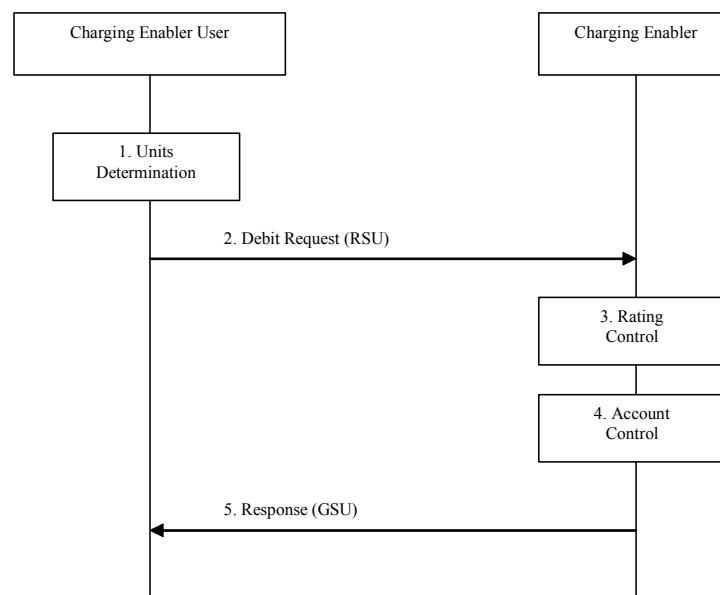 Charging Enabler User
Charging Enabler
1. Units
Determination
2. Debit Request (RSU)
3. Rating
Control
4. Account
Control
5. Response (GSU)